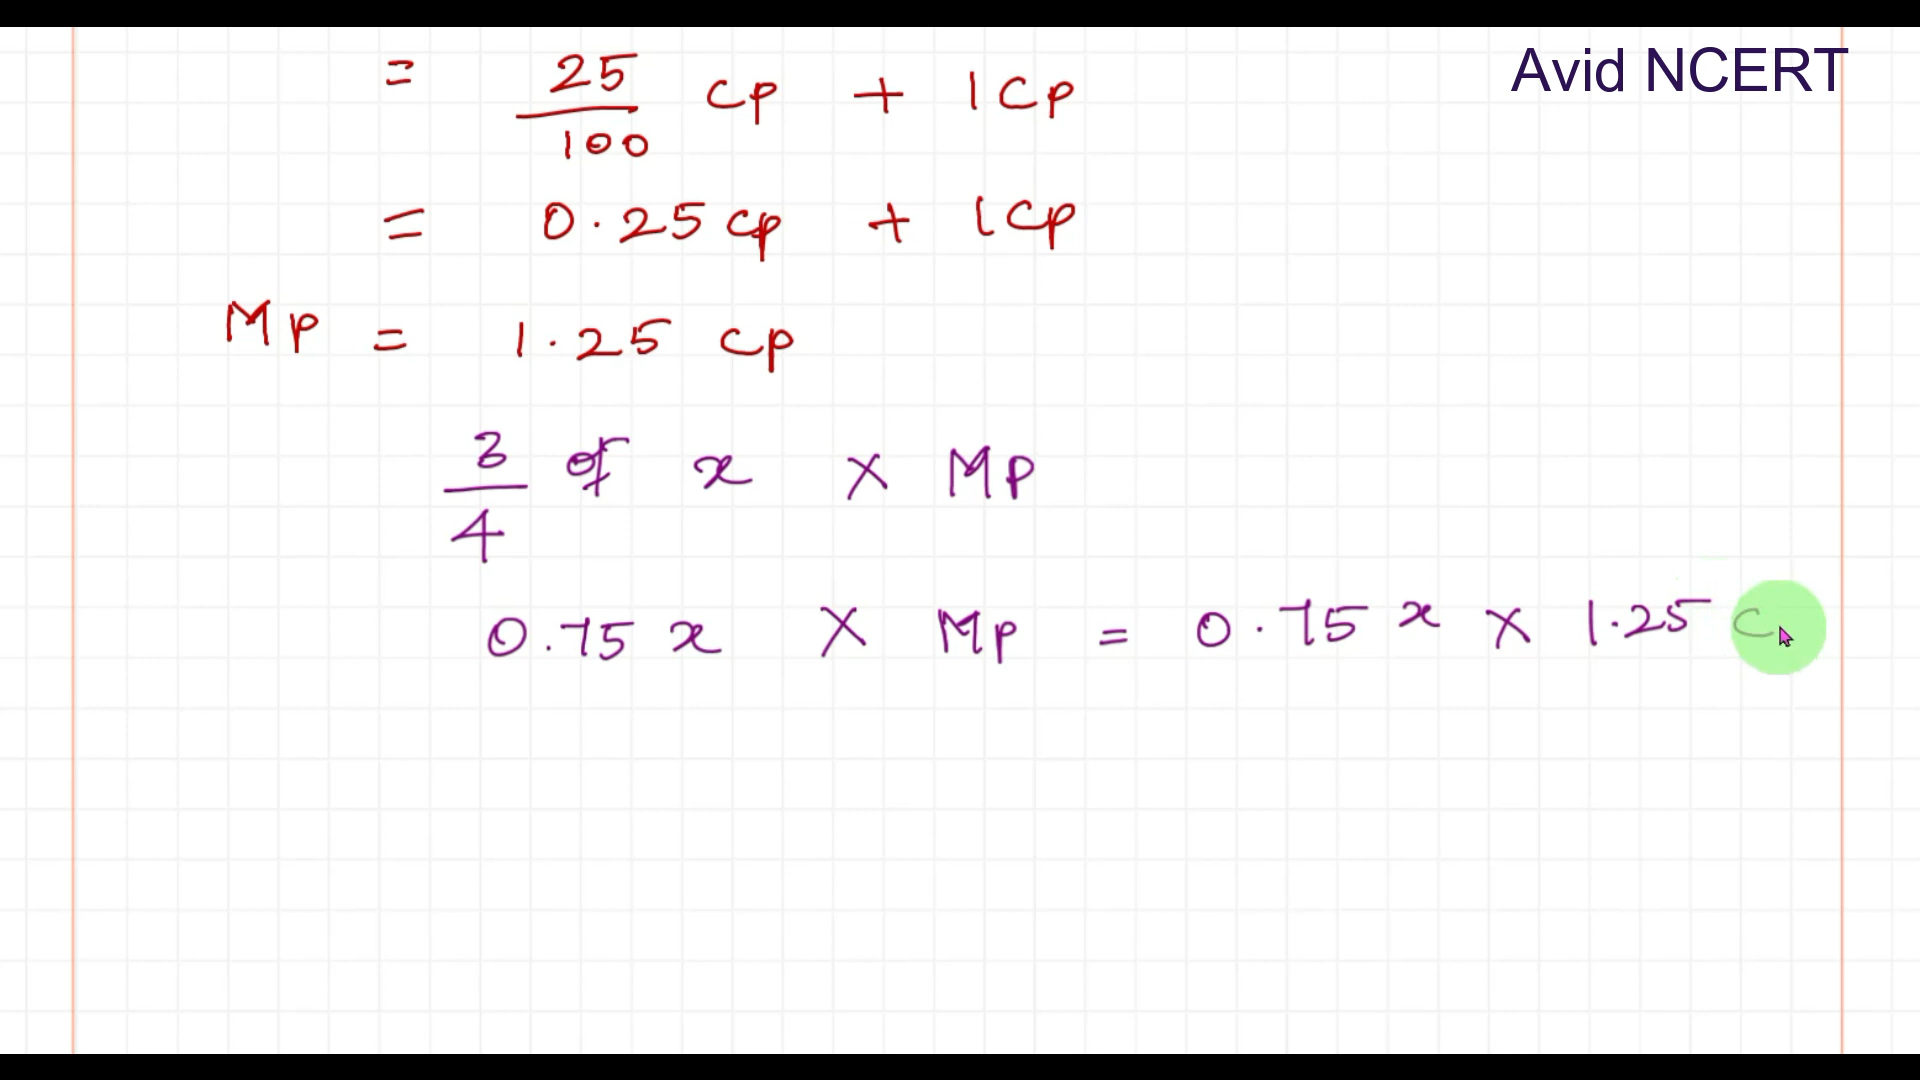 Avid NCERT
= 25/100 CP + 1CP
= 0.25 CP + 1CP
MP = 1.25 CP
3/4 of x × MP
0.75 x × MP = 0.75 x × 1.25 C